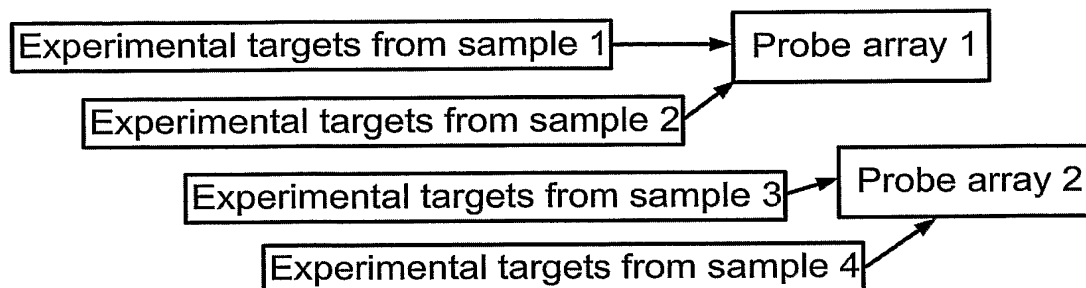 Experimental targets from sample 1
Probe array 1
Experimental targets from sample 2
Experimental targets from sample 3
Probe array 2
Experimental targets from sample 4